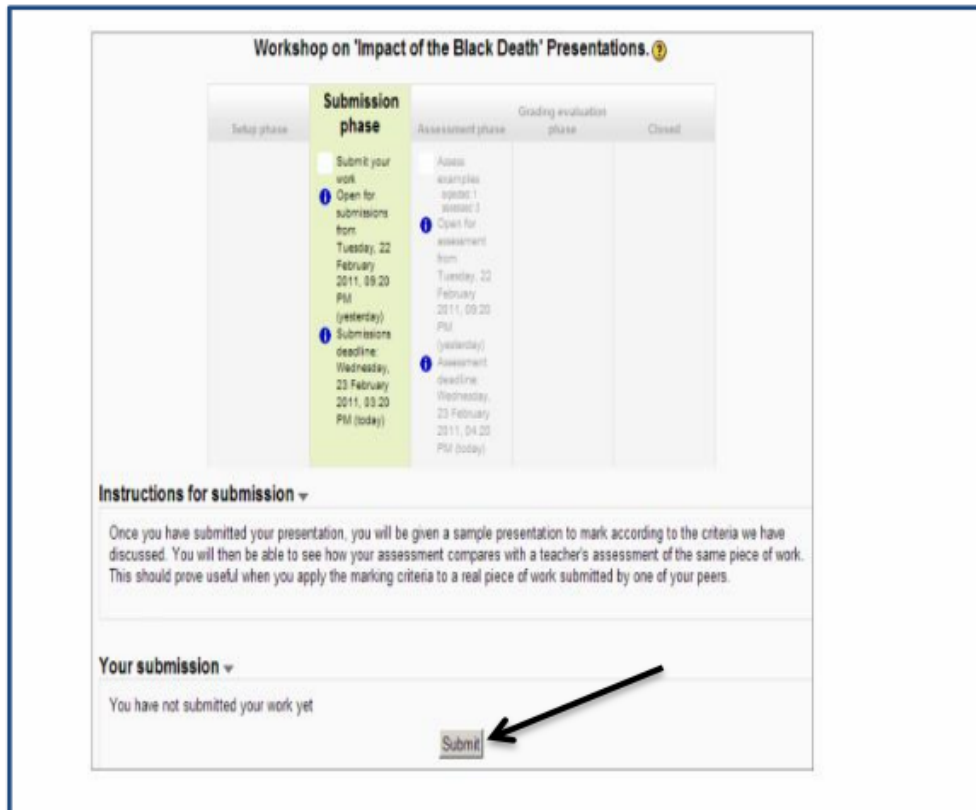 Workshop on 'Impact of the Black Death' Presentations.
Setup phase
Submission
phase
Assessment phase
Grading evaluation
phase
Closed
Submit your
work
Open for
submissions
from
Tuesday, 22
February
2011, 09:20
PM
(yesterday)
Submissions
deadline:
Wednesday,
23 February
2011, 03:20
PM (today)
Assess
examples
expected: 1
assessed: 0
Open for
assessment
from
Tuesday, 22
February
2011, 09:20
PM
(yesterday)
Assessment
deadline:
Wednesday,
23 February
2011, 04:20
PM (today)
Instructions for submission
Once you have submitted your presentation, you will be given a sample presentation to mark according to the criteria we have
discussed. You will then be able to see how your assessment compares with a teacher's assessment of the same piece of work.
This should prove useful when you apply the marking criteria to a real piece of work submitted by one of your peers.
Your submission
You have not submitted your work yet
Submit